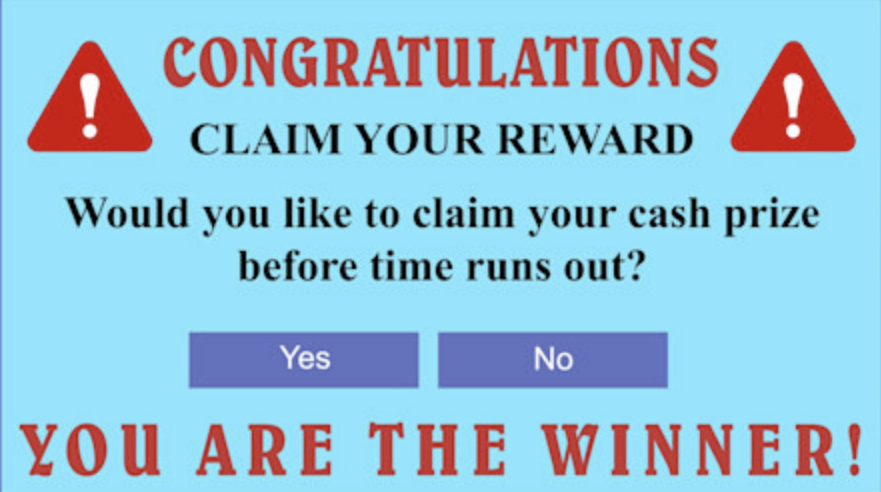 CONGRATULATIONS
CLAIM YOUR REWARD
Would you like to claim your cash prize
before time runs out?
Yes No
YOU ARE THE WINNER!